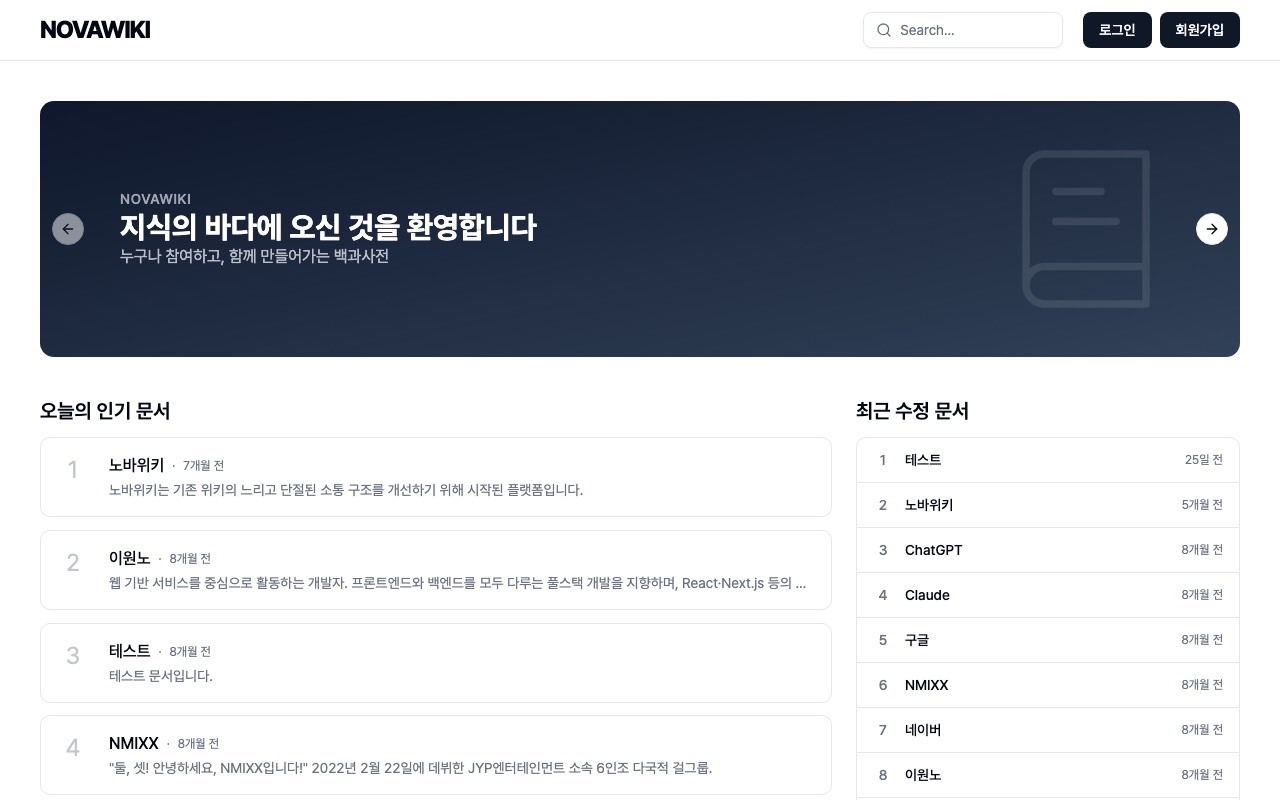 NOVAWIKI
Search...
로그인
회원가입
NOVAWIKI
지식의 바다에 오신 것을 환영합니다
누구나 참여하고, 함께 만들어가는 백과사전
오늘의 인기 문서
1
노바위키 · 7개월 전
노바위키는 기존 위키의 느리고 단절된 소통 구조를 개선하기 위해 시작된 플랫폼입니다.
2
이원노 · 8개월 전
웹 기반 서비스를 중심으로 활동하는 개발자. 프론트엔드와 백엔드를 모두 다루는 풀스택 개발을 지향하며, React·Next.js 등의 ...
3
테스트 · 8개월 전
테스트 문서입니다.
4
NMIXX · 8개월 전
"둘, 셋! 안녕하세요, NMIXX입니다!" 2022년 2월 22일에 데뷔한 JYP엔터테인먼트 소속 6인조 다국적 걸그룹.
최근 수정 문서
1 테스트 25일 전
2 노바위키 5개월 전
3 ChatGPT 8개월 전
4 Claude 8개월 전
5 구글 8개월 전
6 NMIXX 8개월 전
7 네이버 8개월 전
8 이원노 8개월 전